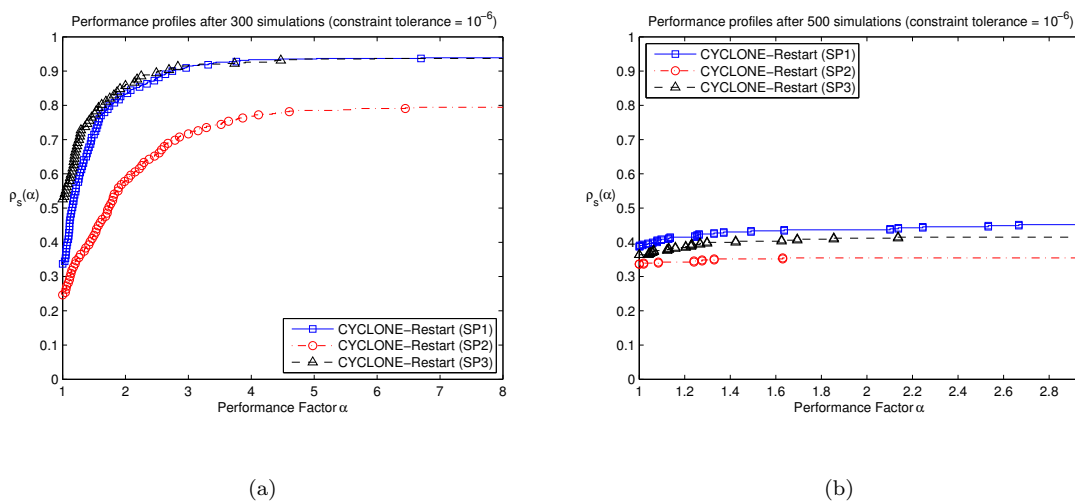 Performance profiles after 300 simulations (constraint tolerance = 10⁻⁶)
1
0.9
0.8
0.7
0.6
ρₛ(α)
0.5
0.4
0.3
0.2
0.1
0
1 2 3 4 5 6 7 8
Performance Factor α
CYCLONE−Restart (SP1)
CYCLONE−Restart (SP2)
CYCLONE−Restart (SP3)
(a)
Performance profiles after 500 simulations (constraint tolerance = 10⁻⁶)
1
0.9
0.8
0.7
0.6
ρₛ(α)
0.5
0.4
0.3
0.2
0.1
0
1 1.2 1.4 1.6 1.8 2 2.2 2.4 2.6 2.8
Performance Factor α
CYCLONE−Restart (SP1)
CYCLONE−Restart (SP2)
CYCLONE−Restart (SP3)
(b)